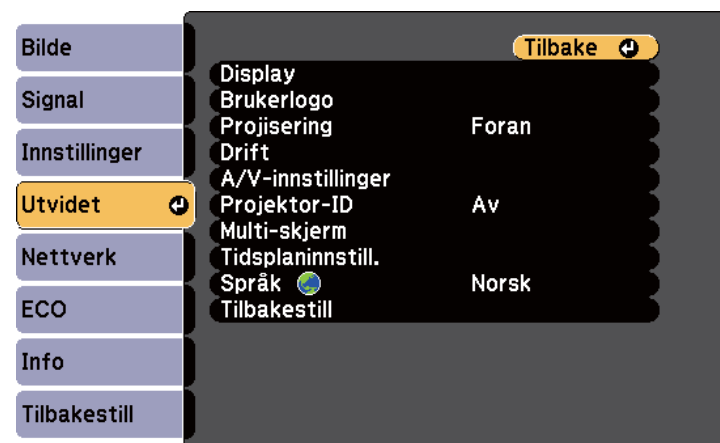 Bilde
Signal
Innstillinger
Utvidet
Nettverk
ECO
Info
Tilbakestill
Tilbake
Display
Brukerlogo
Projisering Foran
Drift
A/V-innstillinger
Projektor-ID Av
Multi-skjerm
Tidsplaninnstill.
Språk Norsk
Tilbakestill